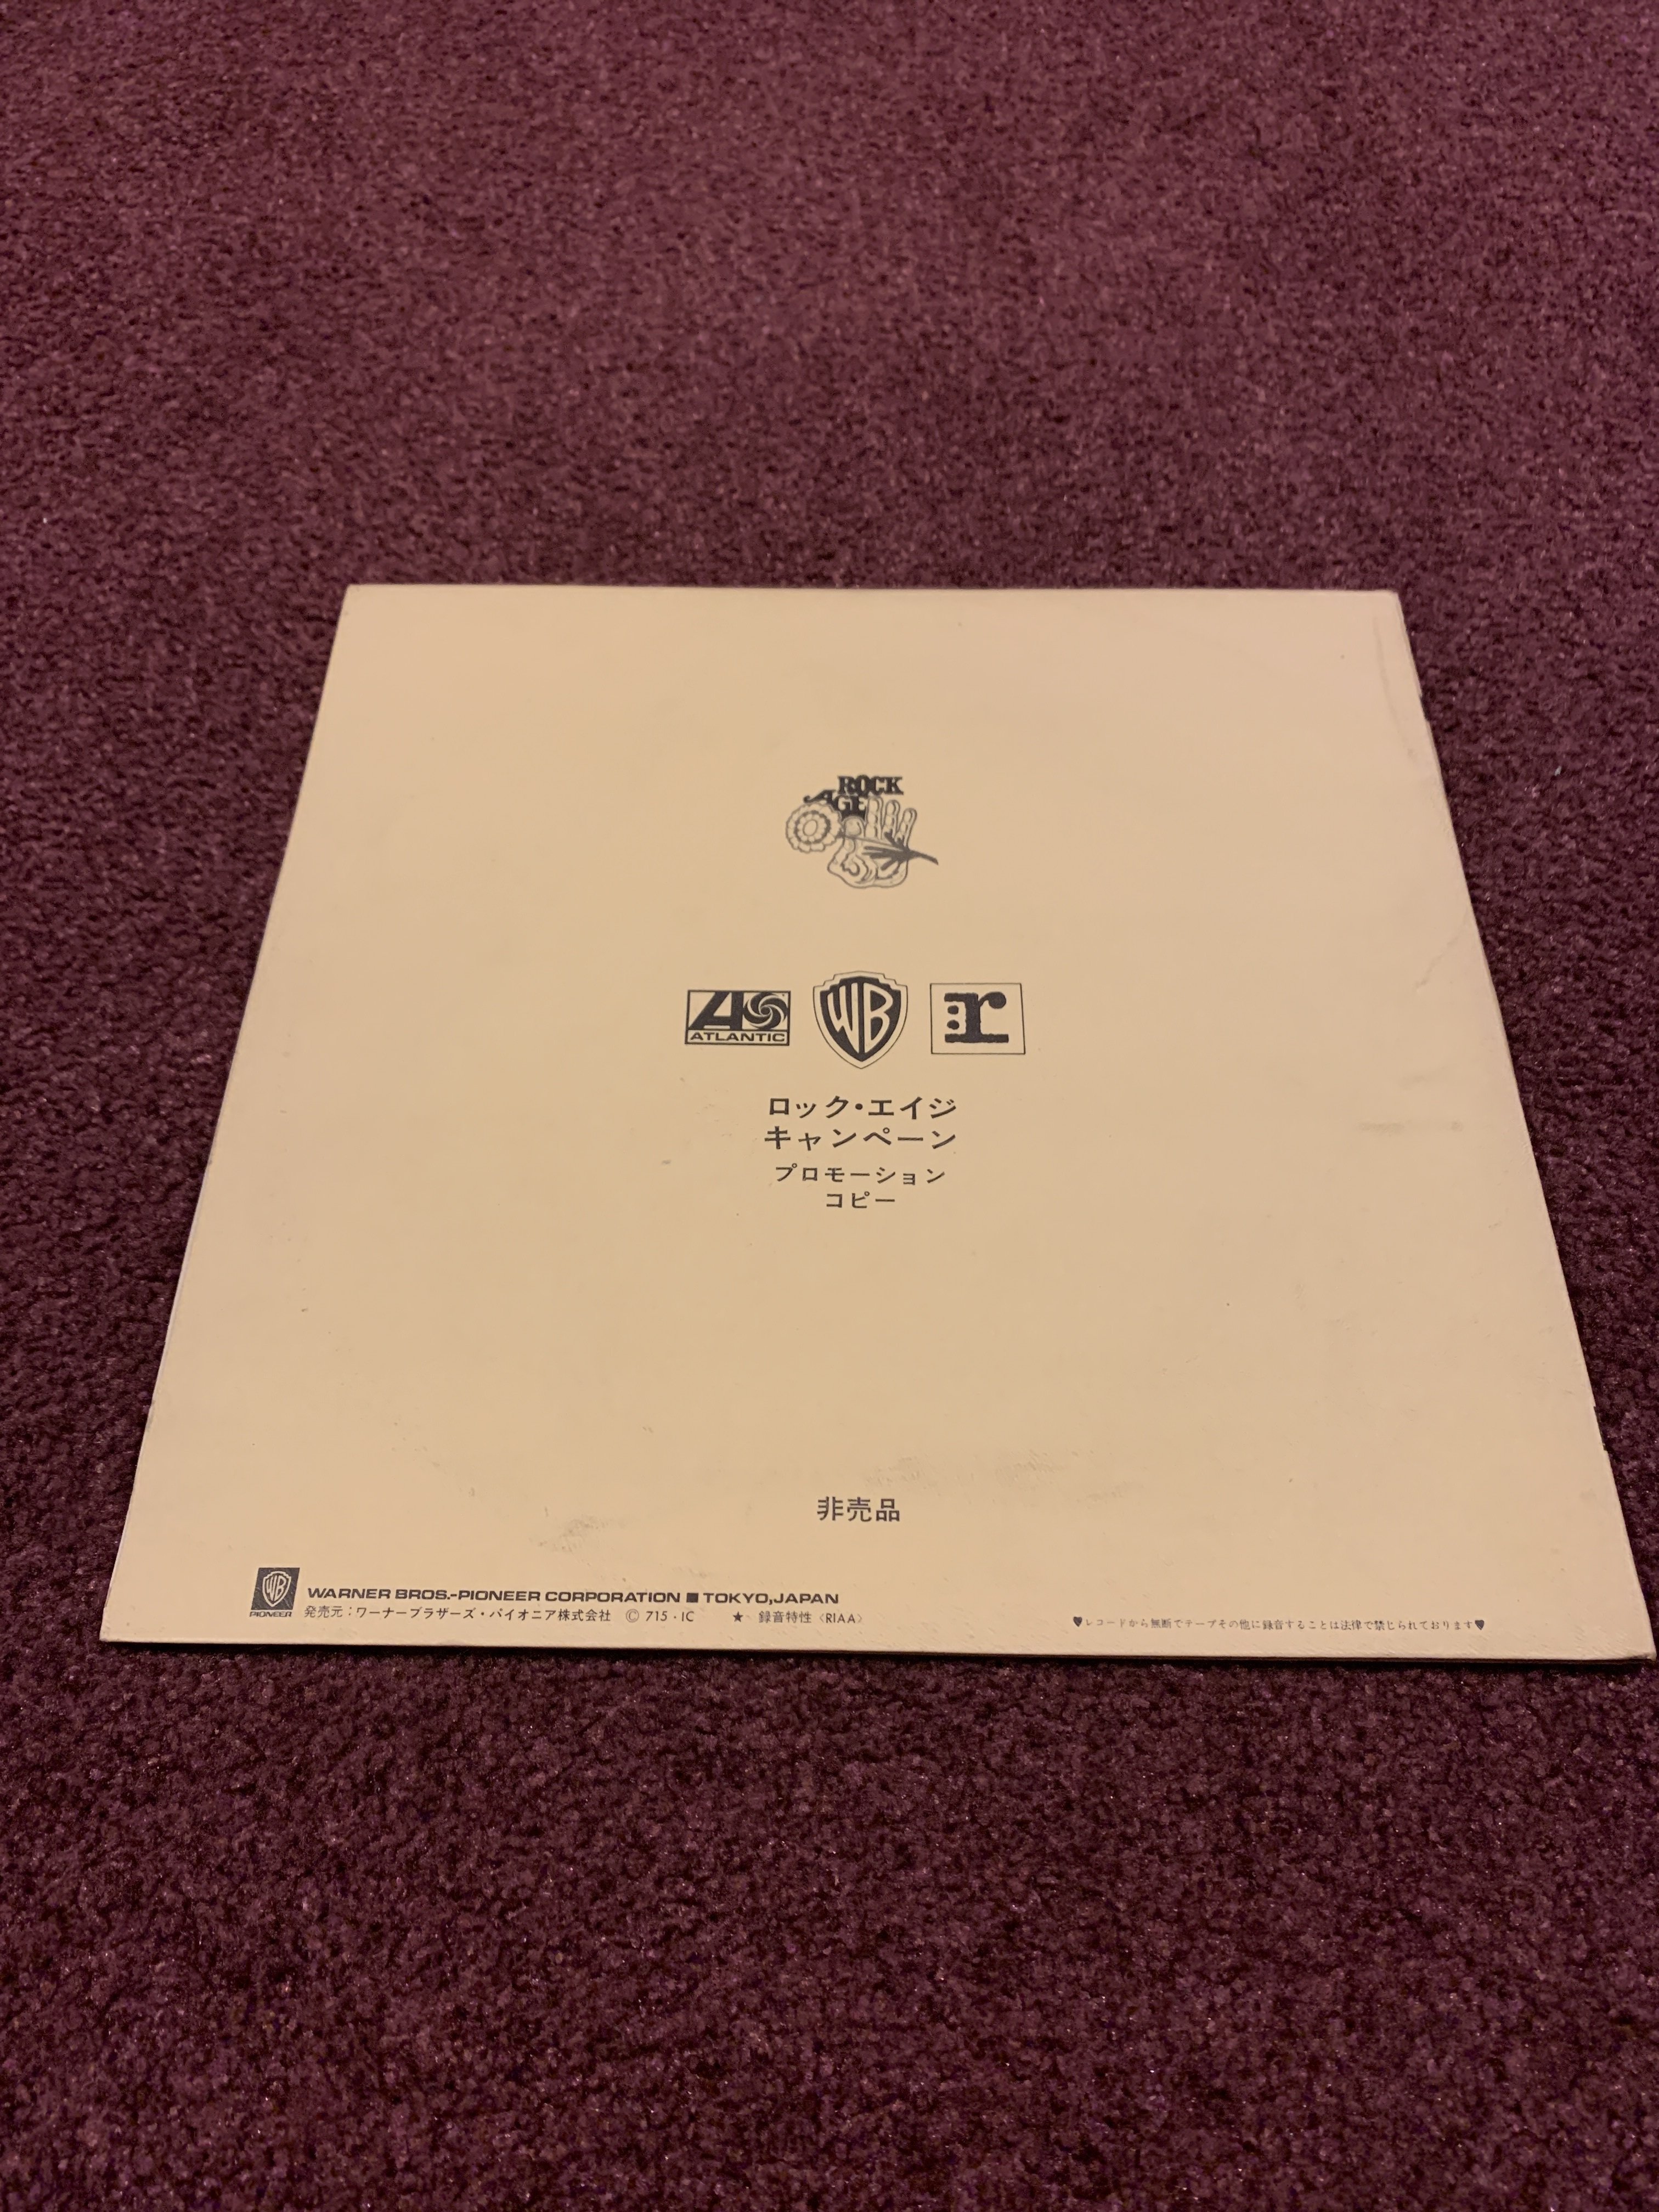 ROCK
AGE
ATLANTIC
WB
r
ロック・エイジ
キャンペーン
プロモーション
コピー
非売品
WB
PIONEER
WARNER BROS.-PIONEER CORPORATION ■ TOKYO,JAPAN
発売元：ワーナーブラザーズ・パイオニア株式会社 Ⓒ 715・IC ★ 録音特性〈RIAA〉
♥レコードから無断でテープその他に録音することは法律で禁じられております♥